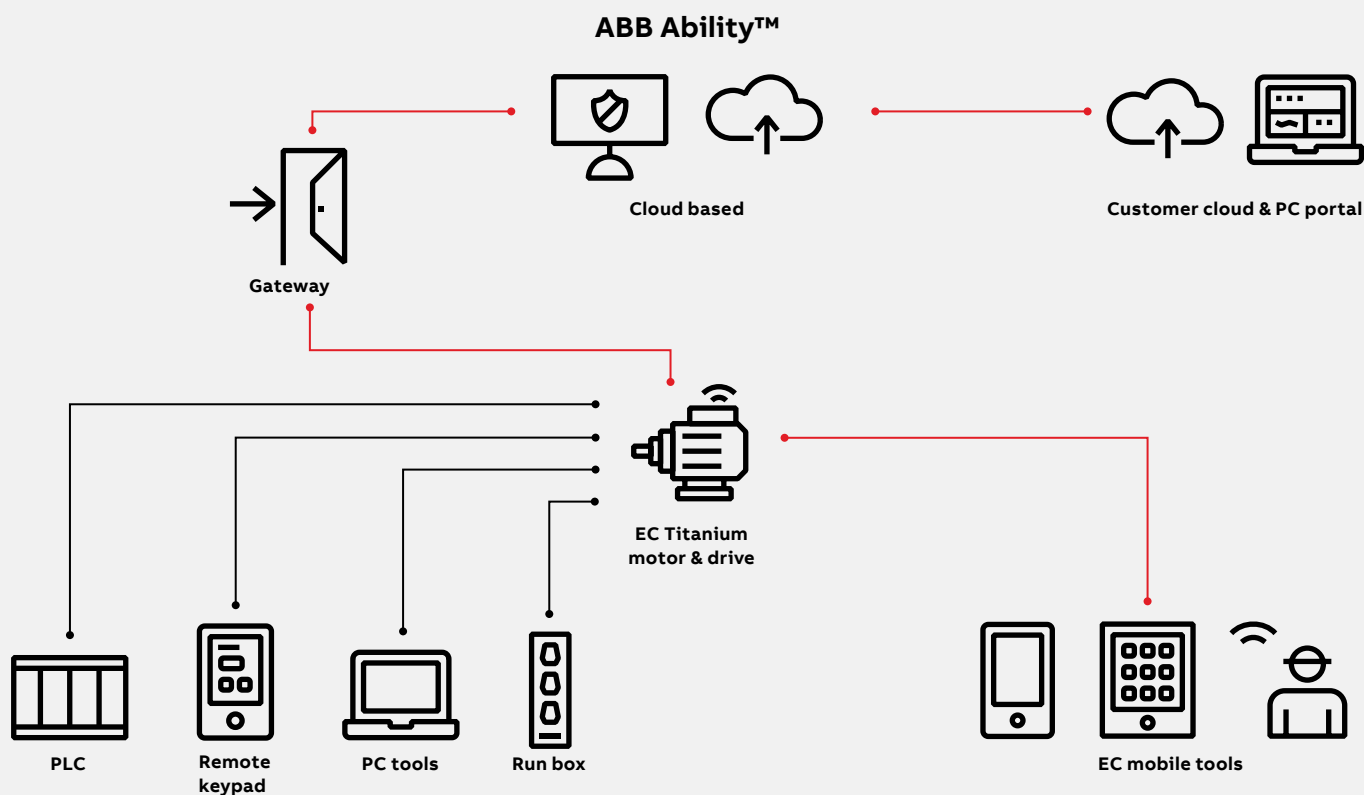 ABB Ability™
Cloud based
Customer cloud & PC portal
Gateway
EC Titanium
motor & drive
PLC
Remote
keypad
PC tools
Run box
EC mobile tools